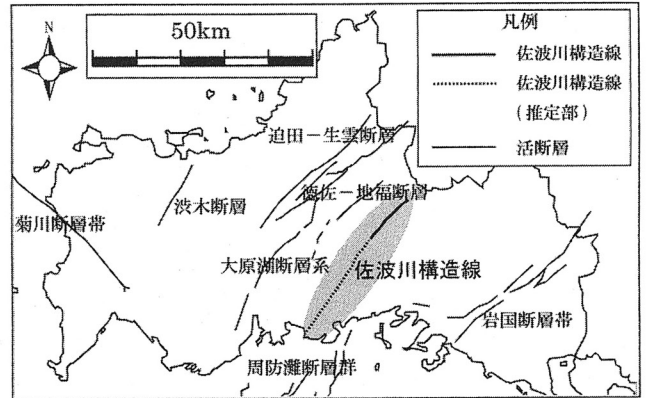 N
50km
凡例
佐波川構造線
佐波川構造線
(推定部)
活断層
迫田－生雲断層
渋木断層
徳佐－地福断層
菊川断層帯
大原湖断層系
佐波川構造線
岩国断層帯
周防灘断層群